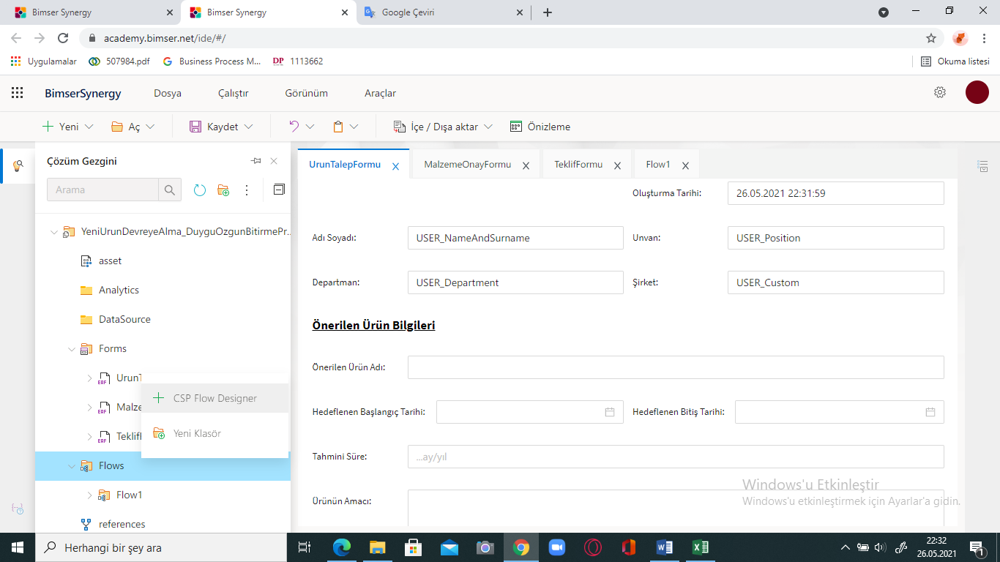 Bimser Synergy
Bimser Synergy
Google Çeviri
academy.bimser.net/ide/#/
Uygulamalar
507984.pdf
Business Process M...
DP 1113662
Okuma listesi
BimserSynergy
Dosya
Çalıştır
Görünüm
Araçlar
Yeni
Aç
Kaydet
İçe / Dışa aktar
Önizleme
Çözüm Gezgini
Arama
YeniUrunDevreyeAlma_DuyguOzgunBitirmePr...
asset
Analytics
DataSource
Forms
ERF UrunT
ERF Malze
ERF Teklif
CSP Flow Designer
Yeni Klasör
Flows
Flow1
references
UrunTalepFormu
MalzemeOnayFormu
TeklifFormu
Flow1
Oluşturma Tarihi: 26.05.2021 22:31:59
Adı Soyadı: USER_NameAndSurname
Unvan: USER_Position
Departman: USER_Department
Şirket: USER_Custom
Önerilen Ürün Bilgileri
Önerilen Ürün Adı:
Hedeflenen Başlangıç Tarihi:
Hedeflenen Bitiş Tarihi:
Tahmini Süre: ...ay/yıl
Ürünün Amacı:
Windows'u Etkinleştir
Windows'u etkinleştirmek için Ayarlar'a gidin.
Herhangi bir şey ara
22:32
26.05.2021
1